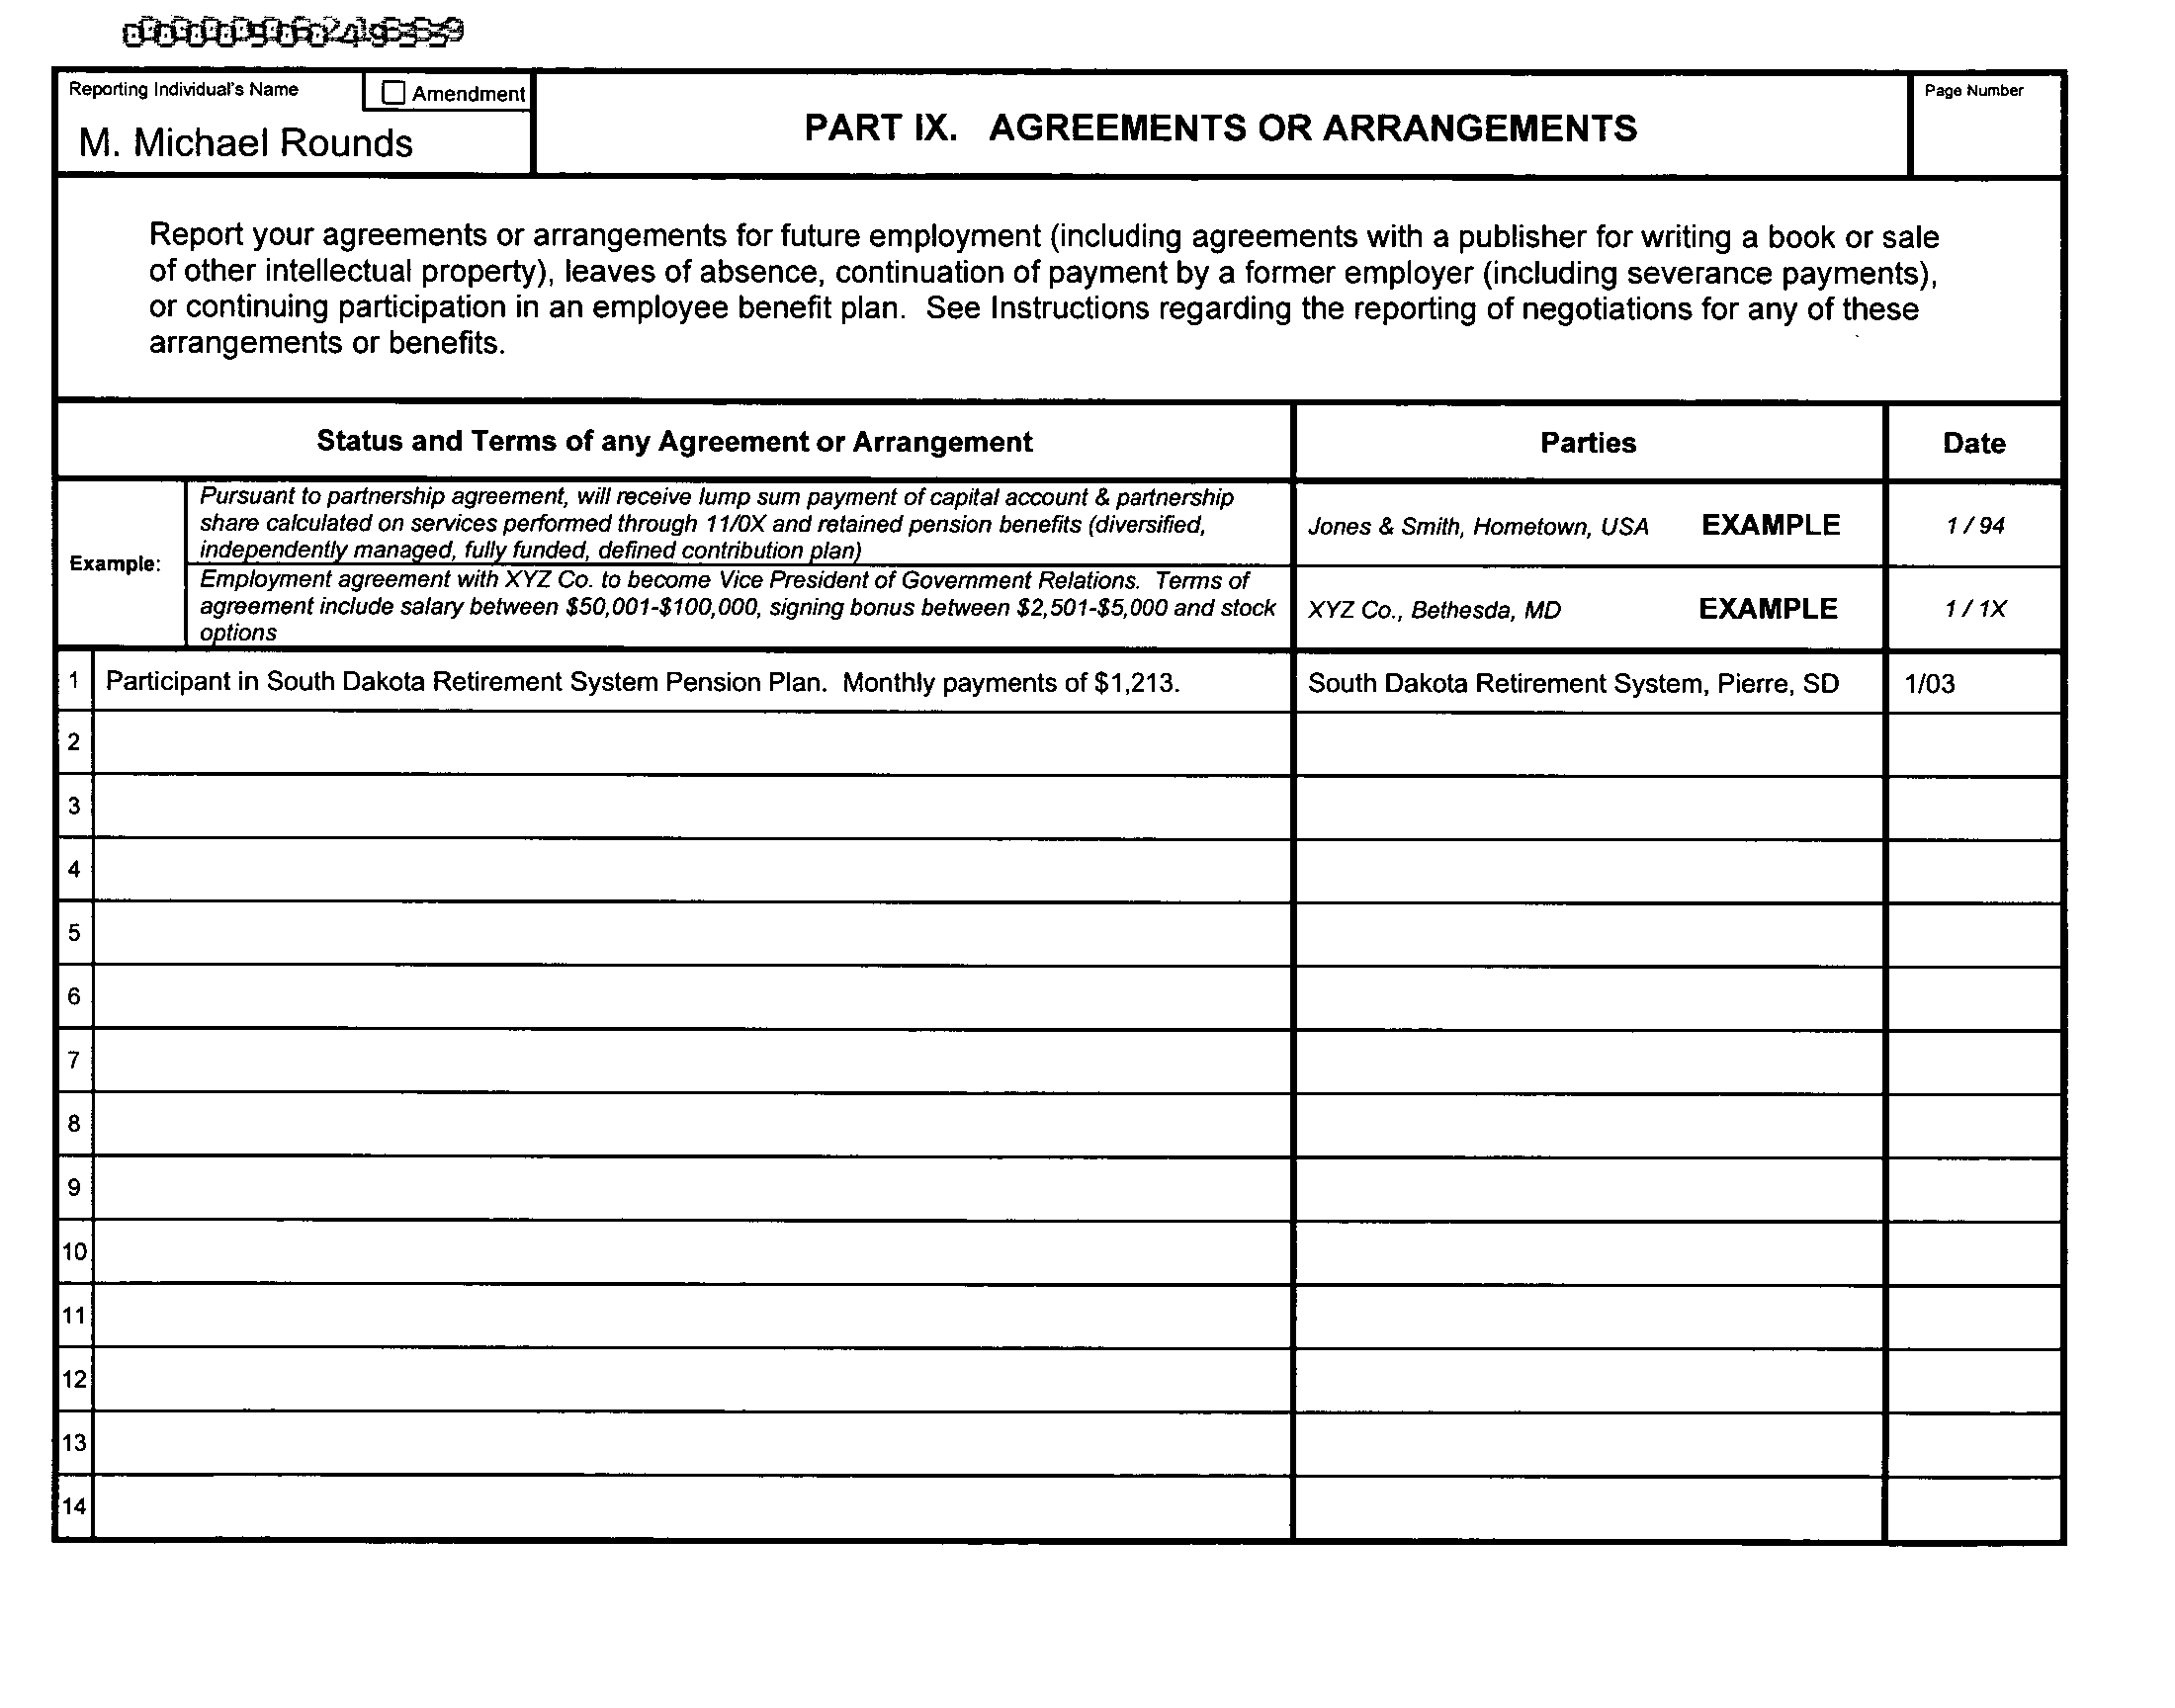 Reporting Individual's Name
Amendment
M. Michael Rounds
PART IX. AGREEMENTS OR ARRANGEMENTS
Page Number
Report your agreements or arrangements for future employment (including agreements with a publisher for writing a book or sale
of other intellectual property), leaves of absence, continuation of payment by a former employer (including severance payments),
or continuing participation in an employee benefit plan. See Instructions regarding the reporting of negotiations for any of these
arrangements or benefits.
Status and Terms of any Agreement or Arrangement
Parties
Date
Example:
Pursuant to partnership agreement, will receive lump sum payment of capital account & partnership
share calculated on services performed through 11/0X and retained pension benefits (diversified,
independently managed, fully funded, defined contribution plan)
Jones & Smith, Hometown, USA EXAMPLE
1 / 94
Employment agreement with XYZ Co. to become Vice President of Government Relations. Terms of
agreement include salary between $50,001-$100,000, signing bonus between $2,501-$5,000 and stock
options
XYZ Co., Bethesda, MD EXAMPLE
1 / 1X
1 Participant in South Dakota Retirement System Pension Plan. Monthly payments of $1,213. South Dakota Retirement System, Pierre, SD 1/03
2
3
4
5
6
7
8
9
10
11
12
13
14